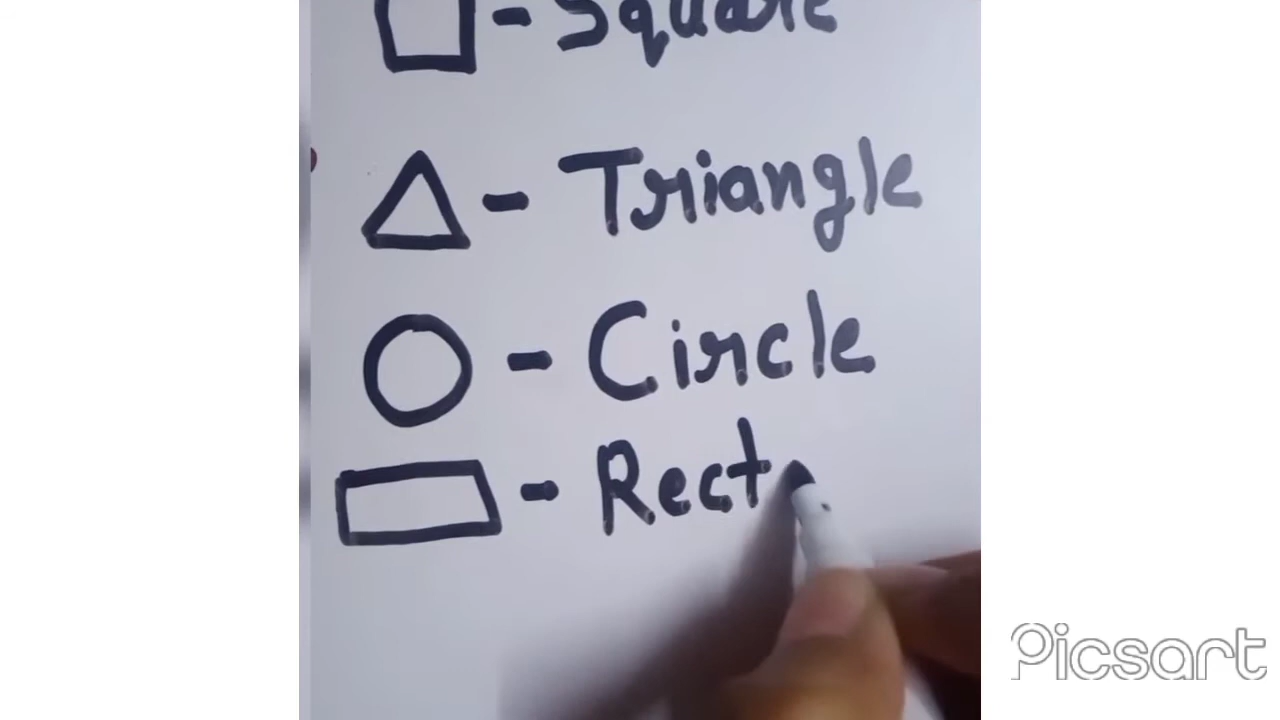 - Square
- Triangle
- Circle
- Rect
Picsart